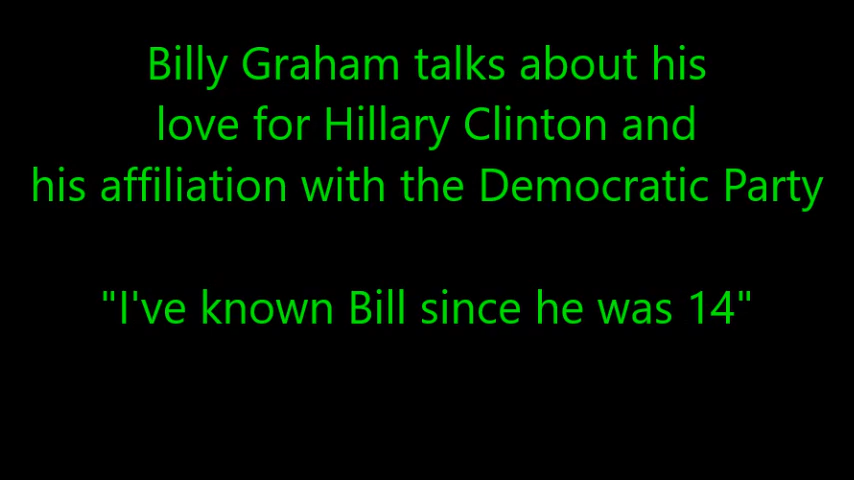 Billy Graham talks about his
love for Hillary Clinton and
his affiliation with the Democratic Party
"I've known Bill since he was 14"